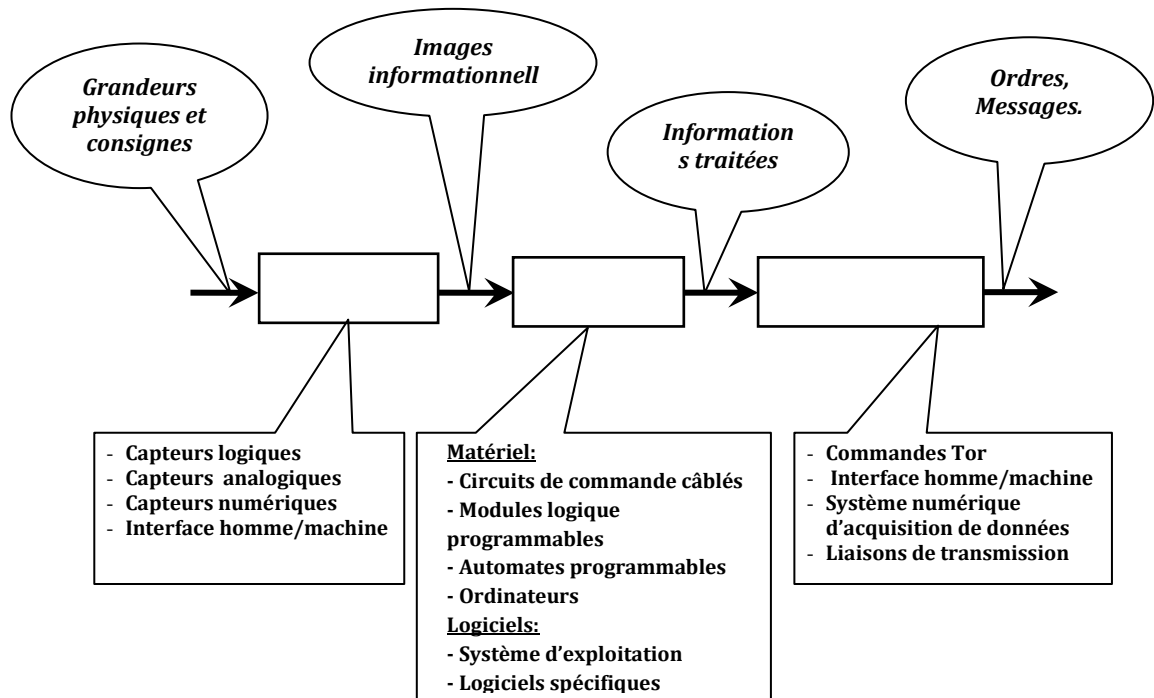 Grandeurs
physiques et
consignes
Images
informationnell
Information
s traitées
Ordres,
Messages.
- Capteurs logiques
- Capteurs analogiques
- Capteurs numériques
- Interface homme/machine
Matériel:
- Circuits de commande câblés
- Modules logique
programmables
- Automates programmables
- Ordinateurs
Logiciels:
- Système d'exploitation
- Logiciels spécifiques
- Commandes Tor
- Interface homme/machine
- Système numérique
d'acquisition de données
- Liaisons de transmission